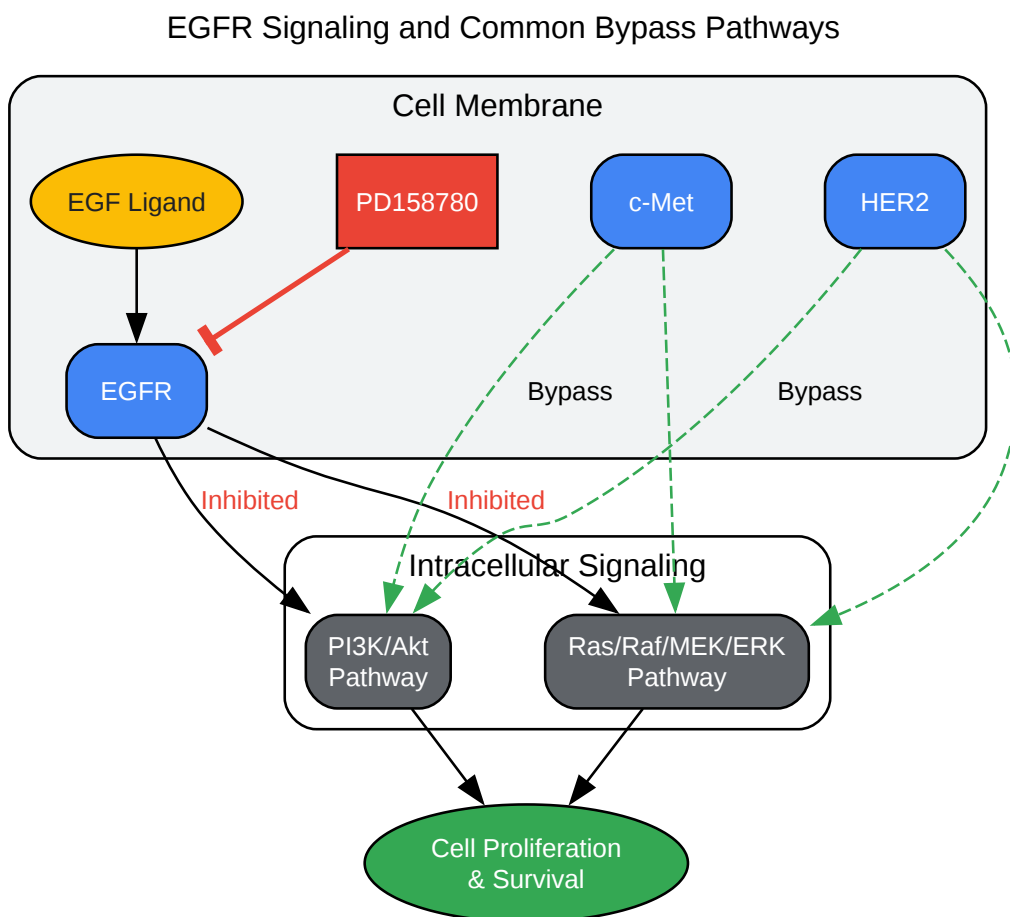 EGFR Signaling and Common Bypass Pathways
Cell Membrane
EGF Ligand
PD158780
c-Met
HER2
EGFR
Bypass
Bypass
Inhibited
Inhibited
Intracellular Signaling
PI3K/Akt
Pathway
Ras/Raf/MEK/ERK
Pathway
Cell Proliferation
& Survival